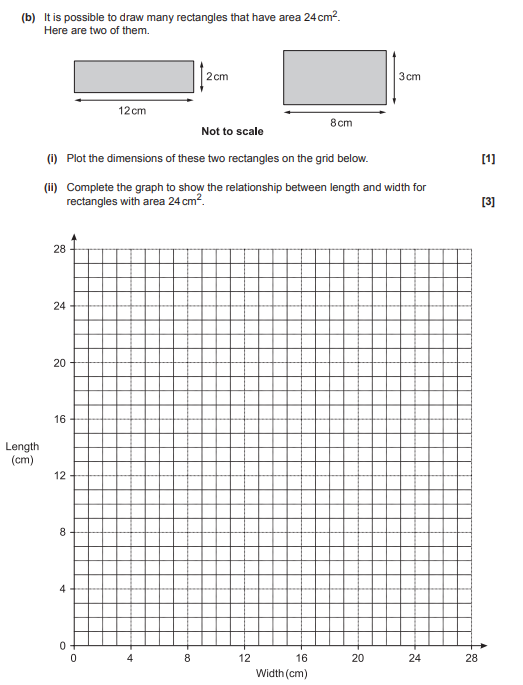 (b) It is possible to draw many rectangles that have area 24 cm².
Here are two of them.
2 cm
12 cm
3 cm
8 cm
Not to scale
(i) Plot the dimensions of these two rectangles on the grid below. [1]
(ii) Complete the graph to show the relationship between length and width for
rectangles with area 24 cm². [3]
28
24
20
16
Length
(cm)
12
8
4
0
0 4 8 12 16 20 24 28
Width (cm)